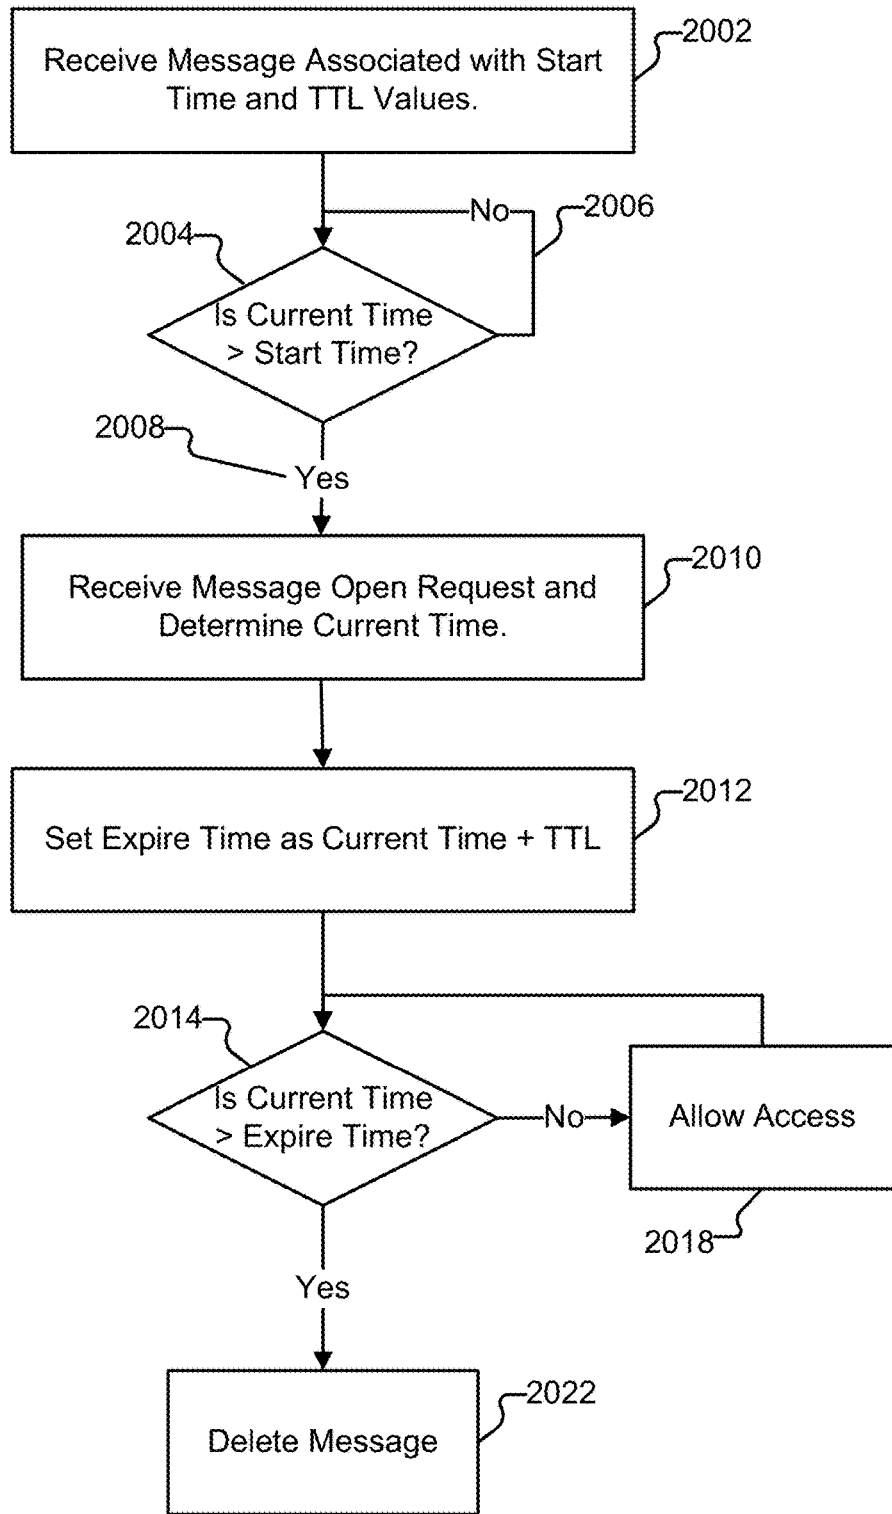 Receive Message Associated with Start
Time and TTL Values.
2002
No
2006
2004
Is Current Time
> Start Time?
2008
Yes
Receive Message Open Request and
Determine Current Time.
2010
Set Expire Time as Current Time + TTL
2012
2014
Is Current Time
> Expire Time?
No
Allow Access
2018
Yes
Delete Message
2022